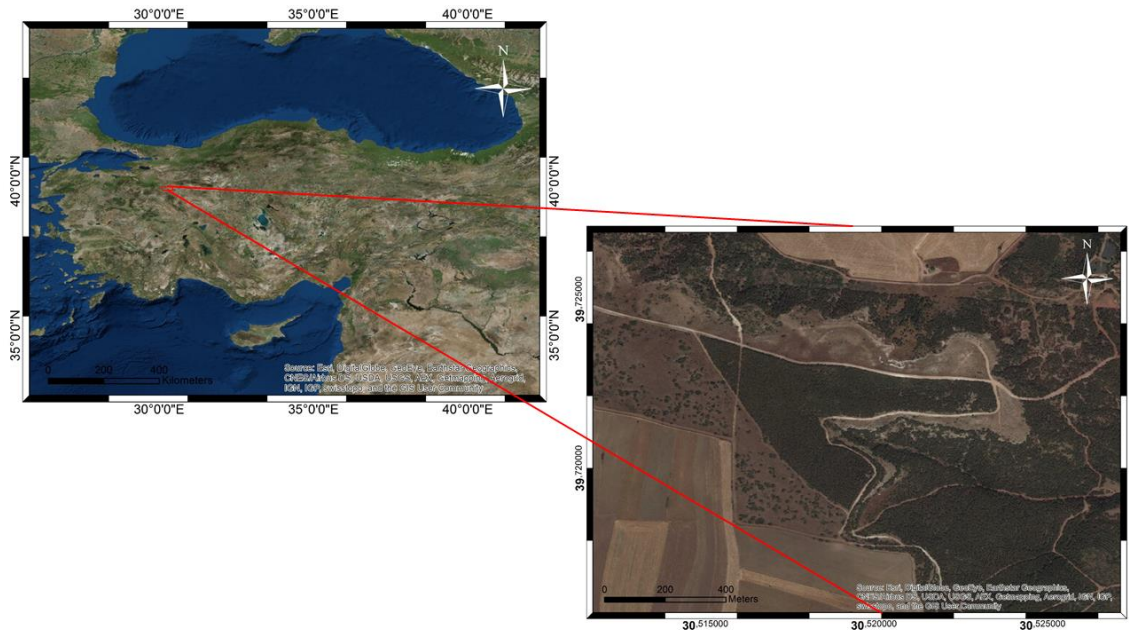 30°0'0"E 35°0'0"E 40°0'0"E
N
40°0'0"N 40°0'0"N
35°0'0"N 35°0'0"N
Source: Esri, DigitalGlobe, GeoEye, Earthstar Geographics,
CNES/Airbus DS, USDA, USGS, AEX, Getmapping, Aerogrid,
IGN, IGP, swisstopo, and the GIS User Community
0 200 400
Kilometers
30°0'0"E 35°0'0"E 40°0'0"E
N
39.725000
39.720000
Source: Esri, DigitalGlobe, GeoEye, Earthstar Geographics,
CNES/Airbus DS, USDA, USGS, AEX, Getmapping, Aerogrid, IGN, IGP,
swisstopo, and the GIS User Community
0 200 400
Meters
30.515000 30.520000 30.525000